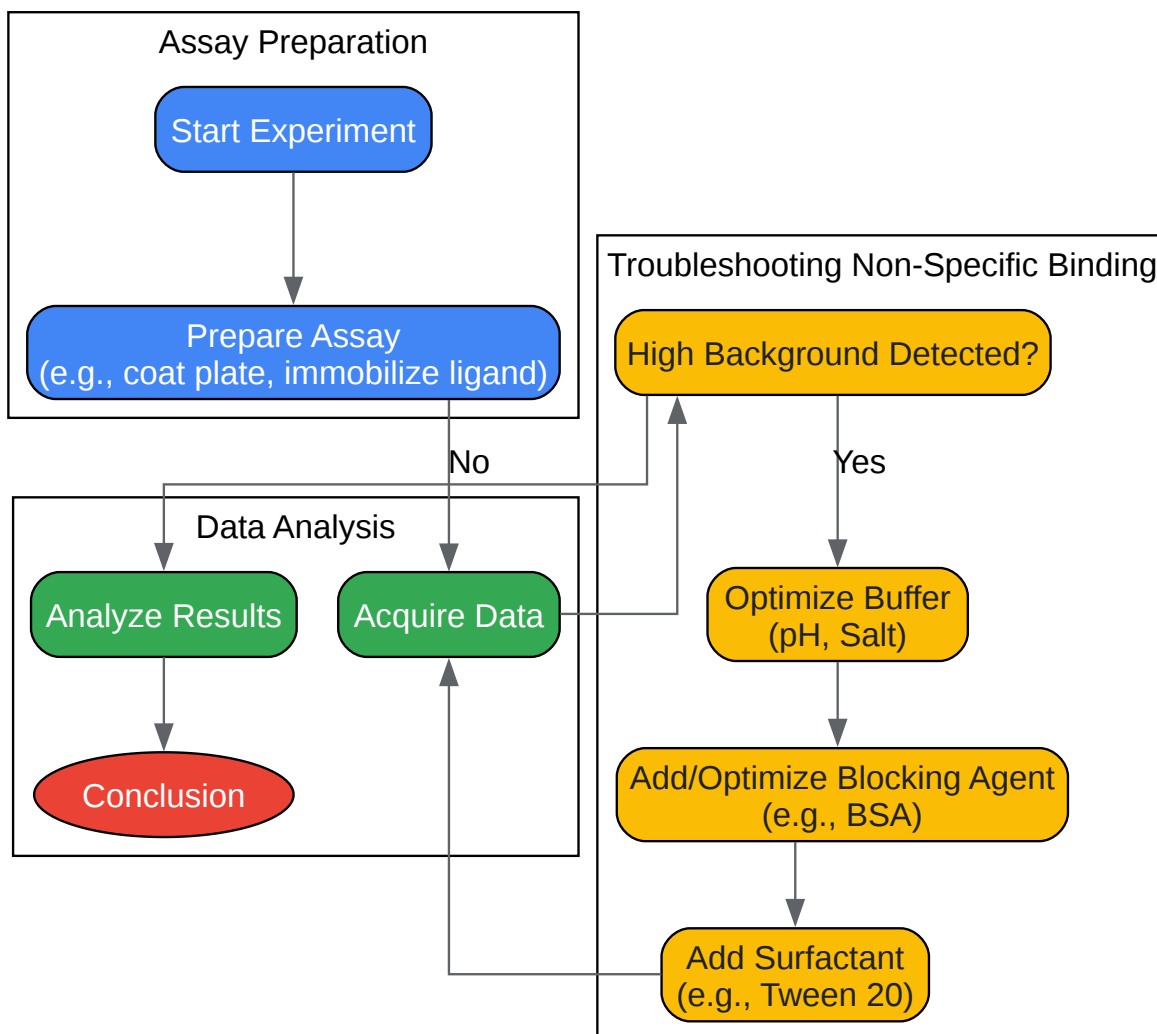 Assay Preparation
Start Experiment
Prepare Assay
(e.g., coat plate, immobilize ligand)
Troubleshooting Non-Specific Binding
High Background Detected?
No
Yes
Data Analysis
Analyze Results
Acquire Data
Conclusion
Optimize Buffer
(pH, Salt)
Add/Optimize Blocking Agent
(e.g., BSA)
Add Surfactant
(e.g., Tween 20)